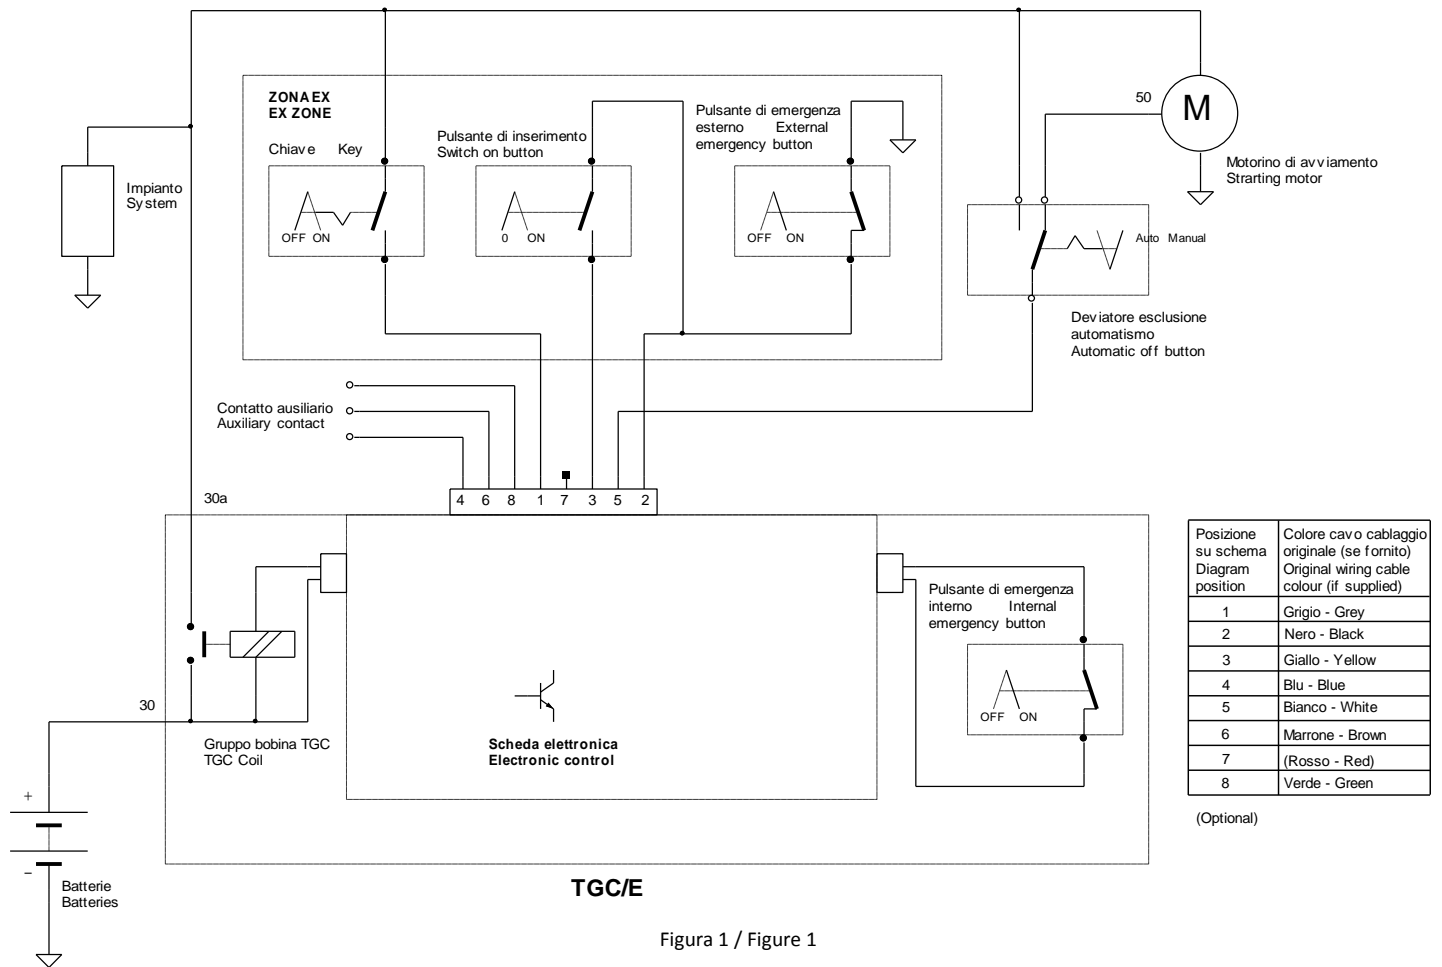 ZONA EX
EX ZONE
Chiave Key
OFF ON
Pulsante di inserimento
Switch on button
0 ON
Pulsante di emergenza
esterno External
emergency button
OFF ON
50
M
Motorino di avviamento
Strarting motor
Auto Manual
Deviatore esclusione
automatismo
Automatic off button
Impianto
System
Contatto ausiliario
Auxiliary contact
30a
4 6 8 1 7 3 5 2
Pulsante di emergenza
interno Internal
emergency button
OFF ON
30
Gruppo bobina TGC
TGC Coil
Scheda elettronica
Electronic control
+
−
Batterie
Batteries
TGC/E
Posizione
su schema
Diagram
position
Colore cavo cablaggio
originale (se fornito)
Original wiring cable
colour (if supplied)
1 Grigio - Grey
2 Nero - Black
3 Giallo - Yellow
4 Blu - Blue
5 Bianco - White
6 Marrone - Brown
7 (Rosso - Red)
8 Verde - Green
(Optional)
Figura 1 / Figure 1